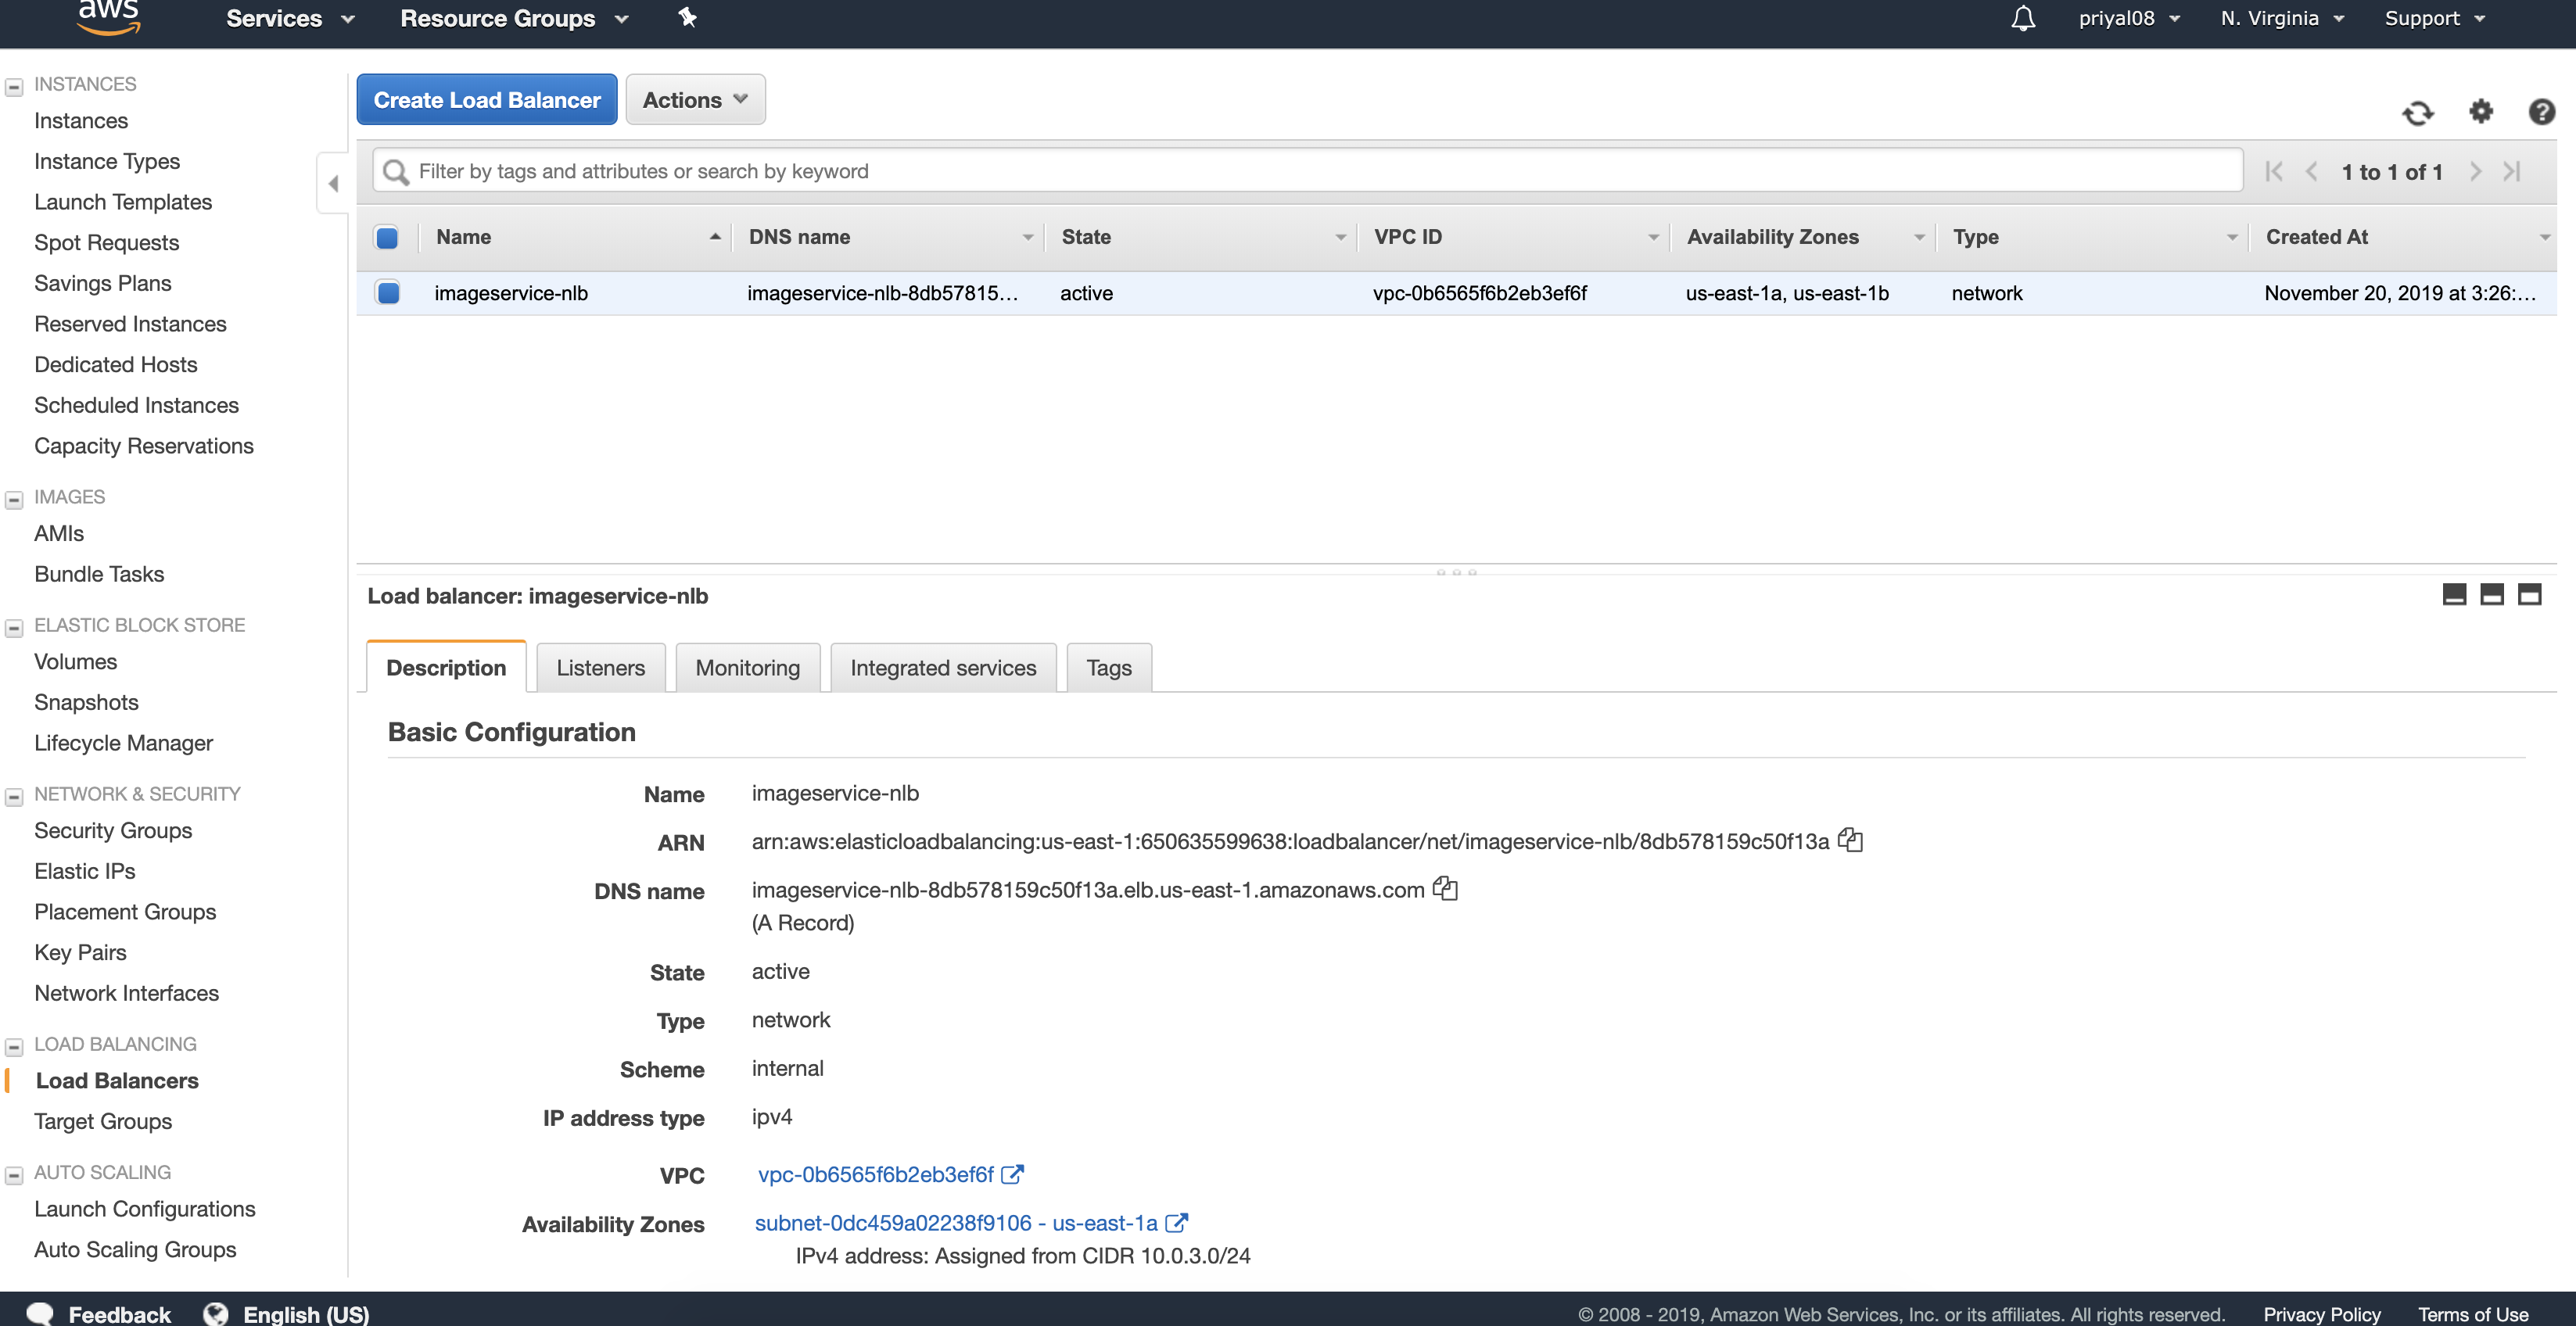 aws Services Resource Groups priyal08 N. Virginia Support
INSTANCES
Instances
Instance Types
Launch Templates
Spot Requests
Savings Plans
Reserved Instances
Dedicated Hosts
Scheduled Instances
Capacity Reservations
IMAGES
AMIs
Bundle Tasks
ELASTIC BLOCK STORE
Volumes
Snapshots
Lifecycle Manager
NETWORK & SECURITY
Security Groups
Elastic IPs
Placement Groups
Key Pairs
Network Interfaces
LOAD BALANCING
Load Balancers
Target Groups
AUTO SCALING
Launch Configurations
Auto Scaling Groups
Create Load Balancer Actions
Filter by tags and attributes or search by keyword 1 to 1 of 1
Name DNS name State VPC ID Availability Zones Type Created At
imageservice-nlb imageservice-nlb-8db57815... active vpc-0b6565f6b2eb3ef6f us-east-1a, us-east-1b network November 20, 2019 at 3:26:...
Load balancer: imageservice-nlb
Description Listeners Monitoring Integrated services Tags
Basic Configuration
Name imageservice-nlb
ARN arn:aws:elasticloadbalancing:us-east-1:650635599638:loadbalancer/net/imageservice-nlb/8db578159c50f13a
DNS name imageservice-nlb-8db578159c50f13a.elb.us-east-1.amazonaws.com
(A Record)
State active
Type network
Scheme internal
IP address type ipv4
VPC vpc-0b6565f6b2eb3ef6f
Availability Zones subnet-0dc459a02238f9106 - us-east-1a
IPv4 address: Assigned from CIDR 10.0.3.0/24
Feedback English (US) © 2008 - 2019, Amazon Web Services, Inc. or its affiliates. All rights reserved. Privacy Policy Terms of Use